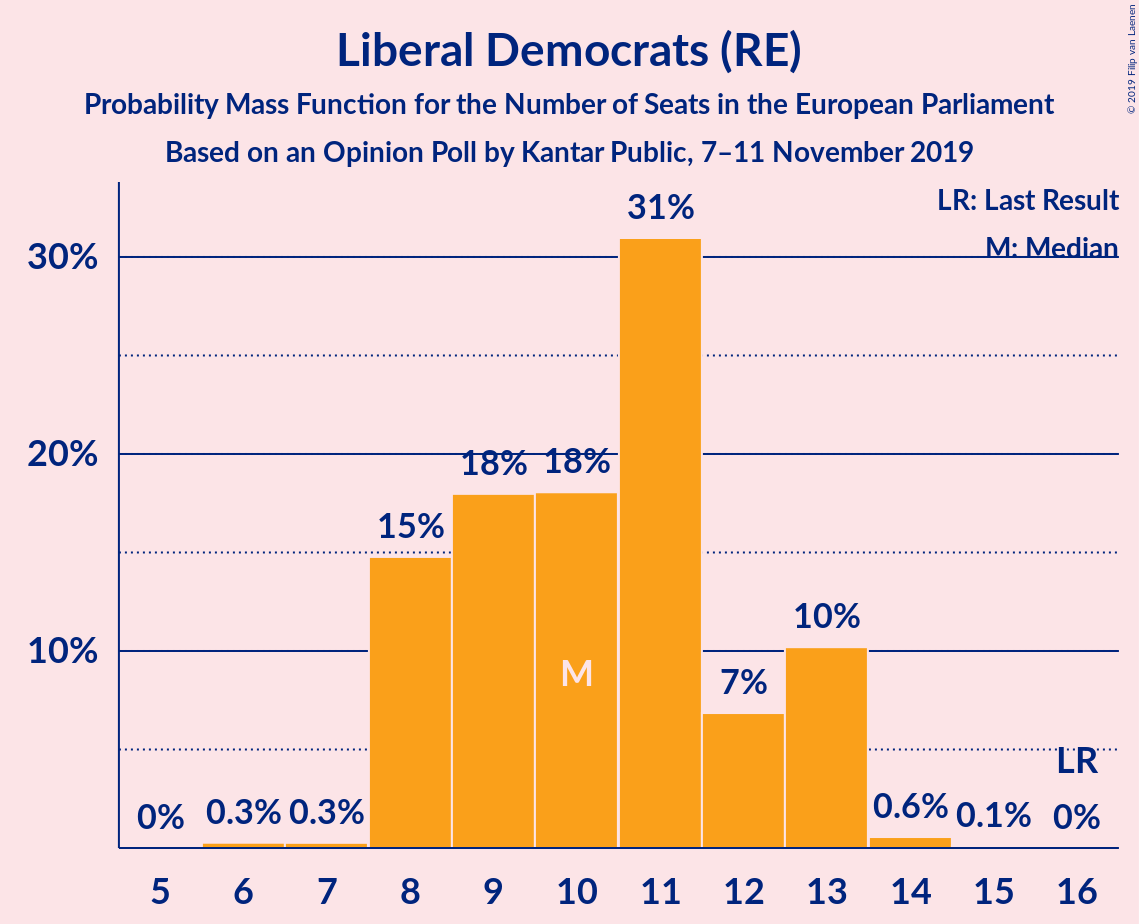 Liberal Democrats (RE)
Probability Mass Function for the Number of Seats in the European Parliament
Based on an Opinion Poll by Kantar Public, 7–11 November 2019
© 2019 Filip van Laenen
LR: Last Result
M: Median
30%
20%
10%
0%
0.3%
0.3%
15%
18%
18%
31%
7%
10%
0.6%
0.1%
0%
M
LR
5 6 7 8 9 10 11 12 13 14 15 16